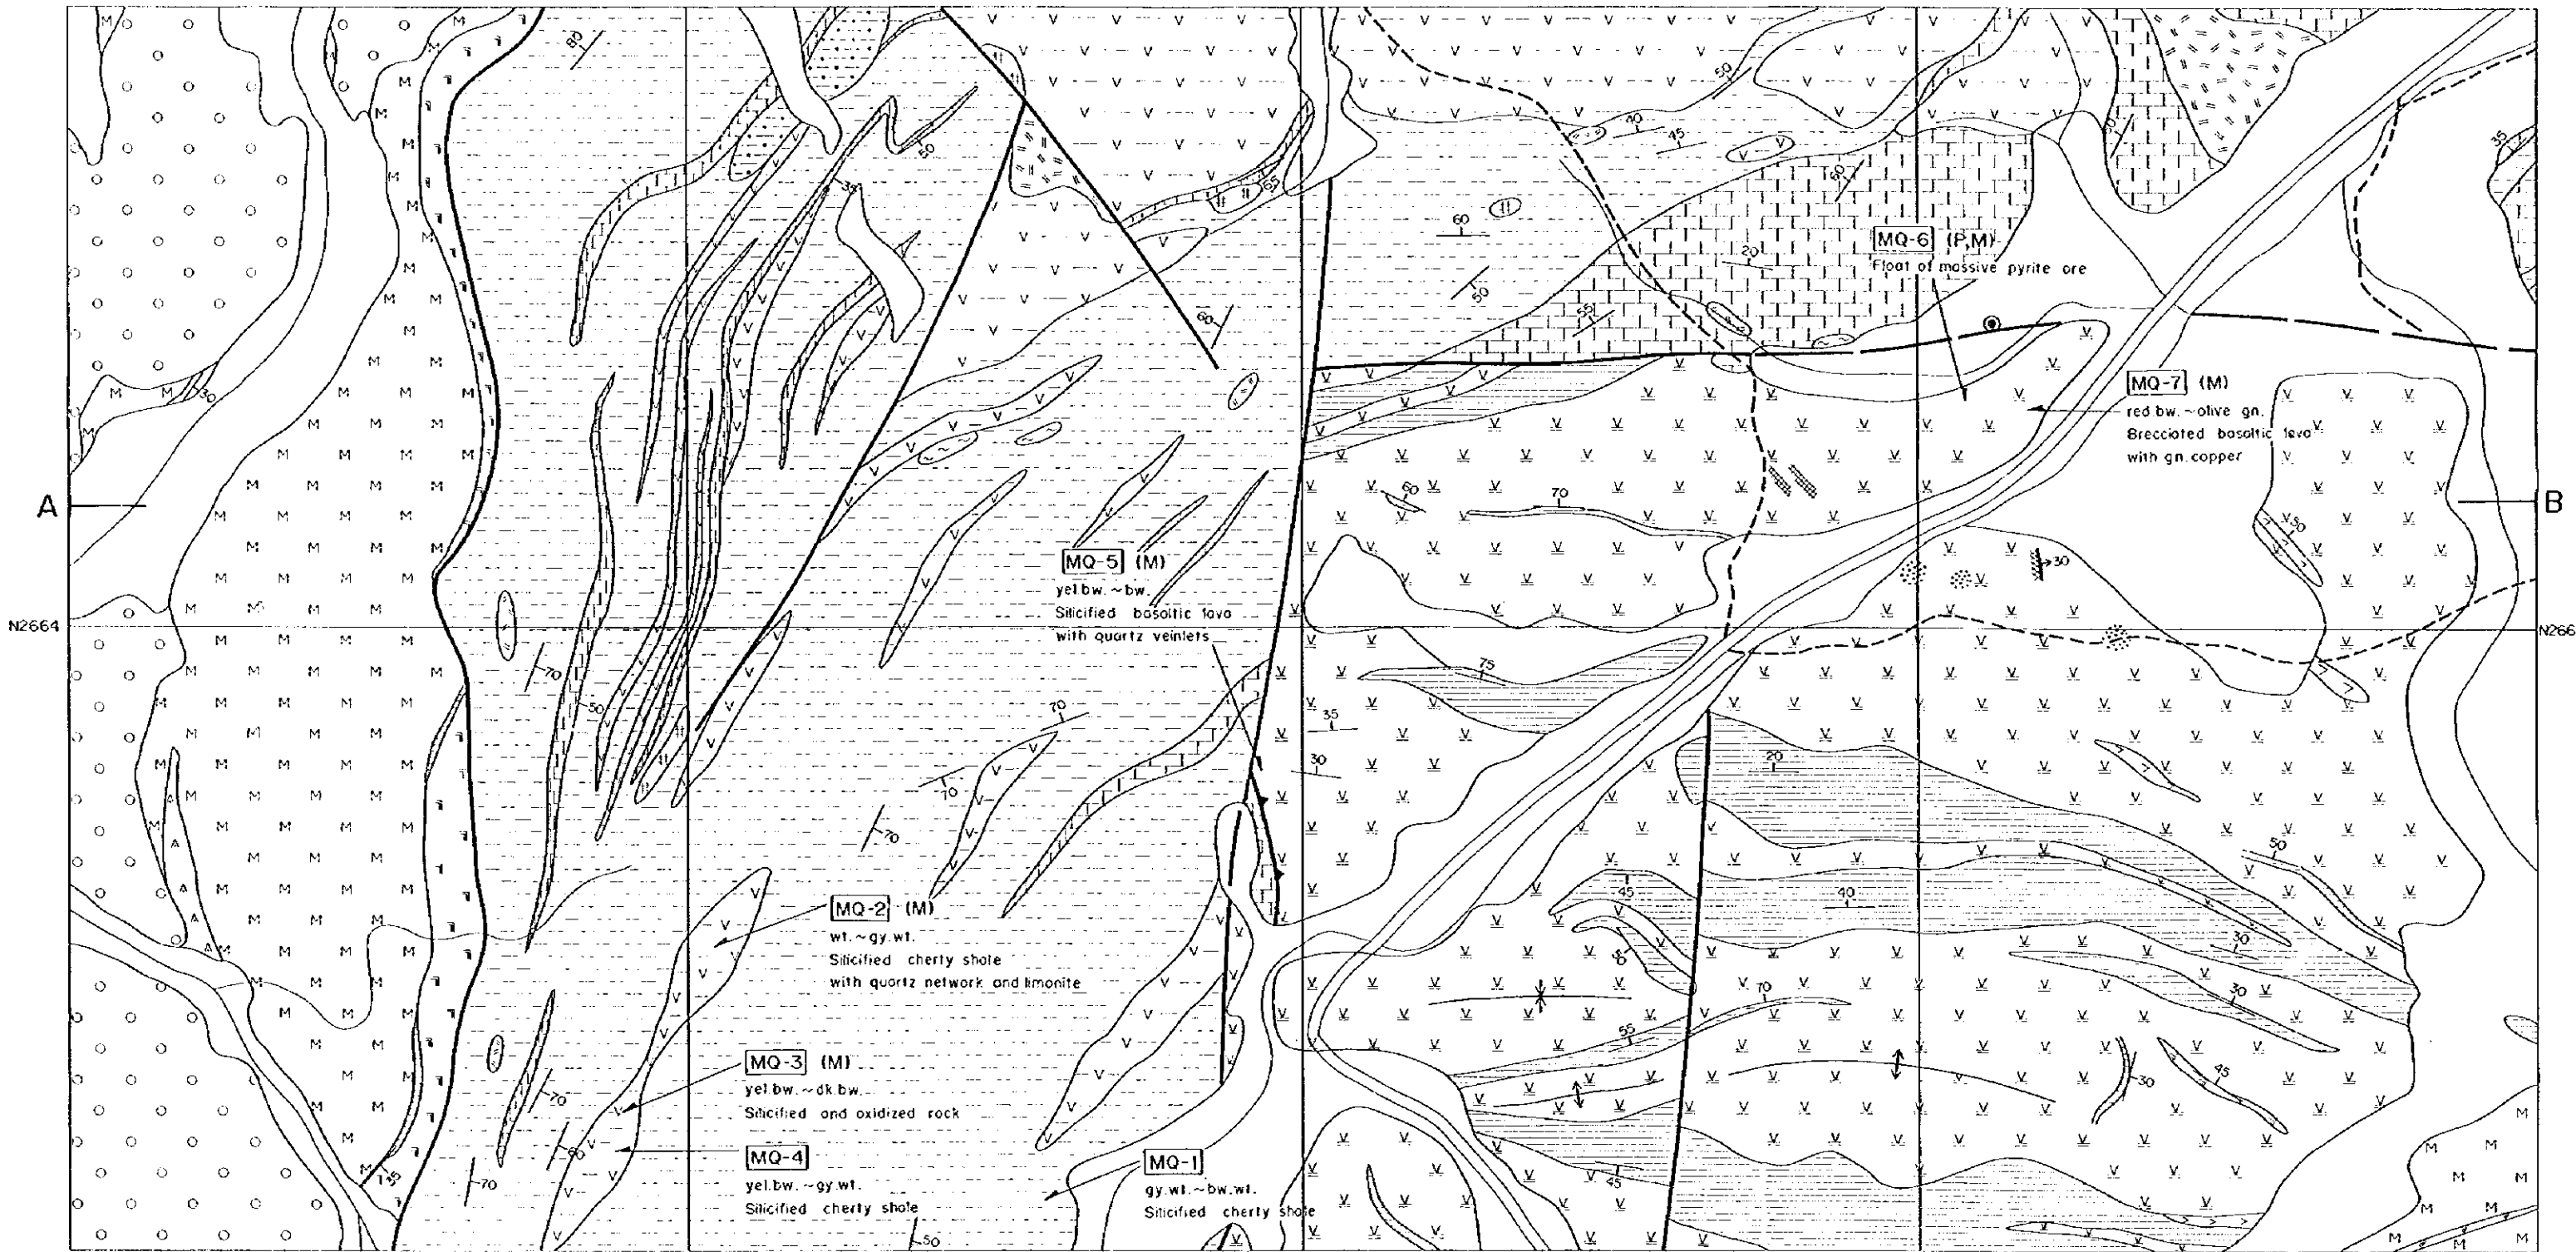 MQ-6 (P,M)
Float of massive pyrite ore
MQ-7 (M)
red bw. ~ olive gn.
Brecciated basaltic lava
with gn. copper
A
B
MQ-5 (M)
yel.bw. ~ bw.
Silicified basaltic lava
with quartz veinlets
N2664
N266
MQ-2 (M)
wt. ~ gy.wt.
Silicified cherty shale
with quartz network and limonite
MQ-3 (M)
yel.bw. ~ dk.bw.
Silicified and oxidized rock
MQ-4
yel.bw. ~ gy.wt.
Silicified cherty shale
MQ-1
gy.wt. ~ bw.wt.
Silicified cherty shale